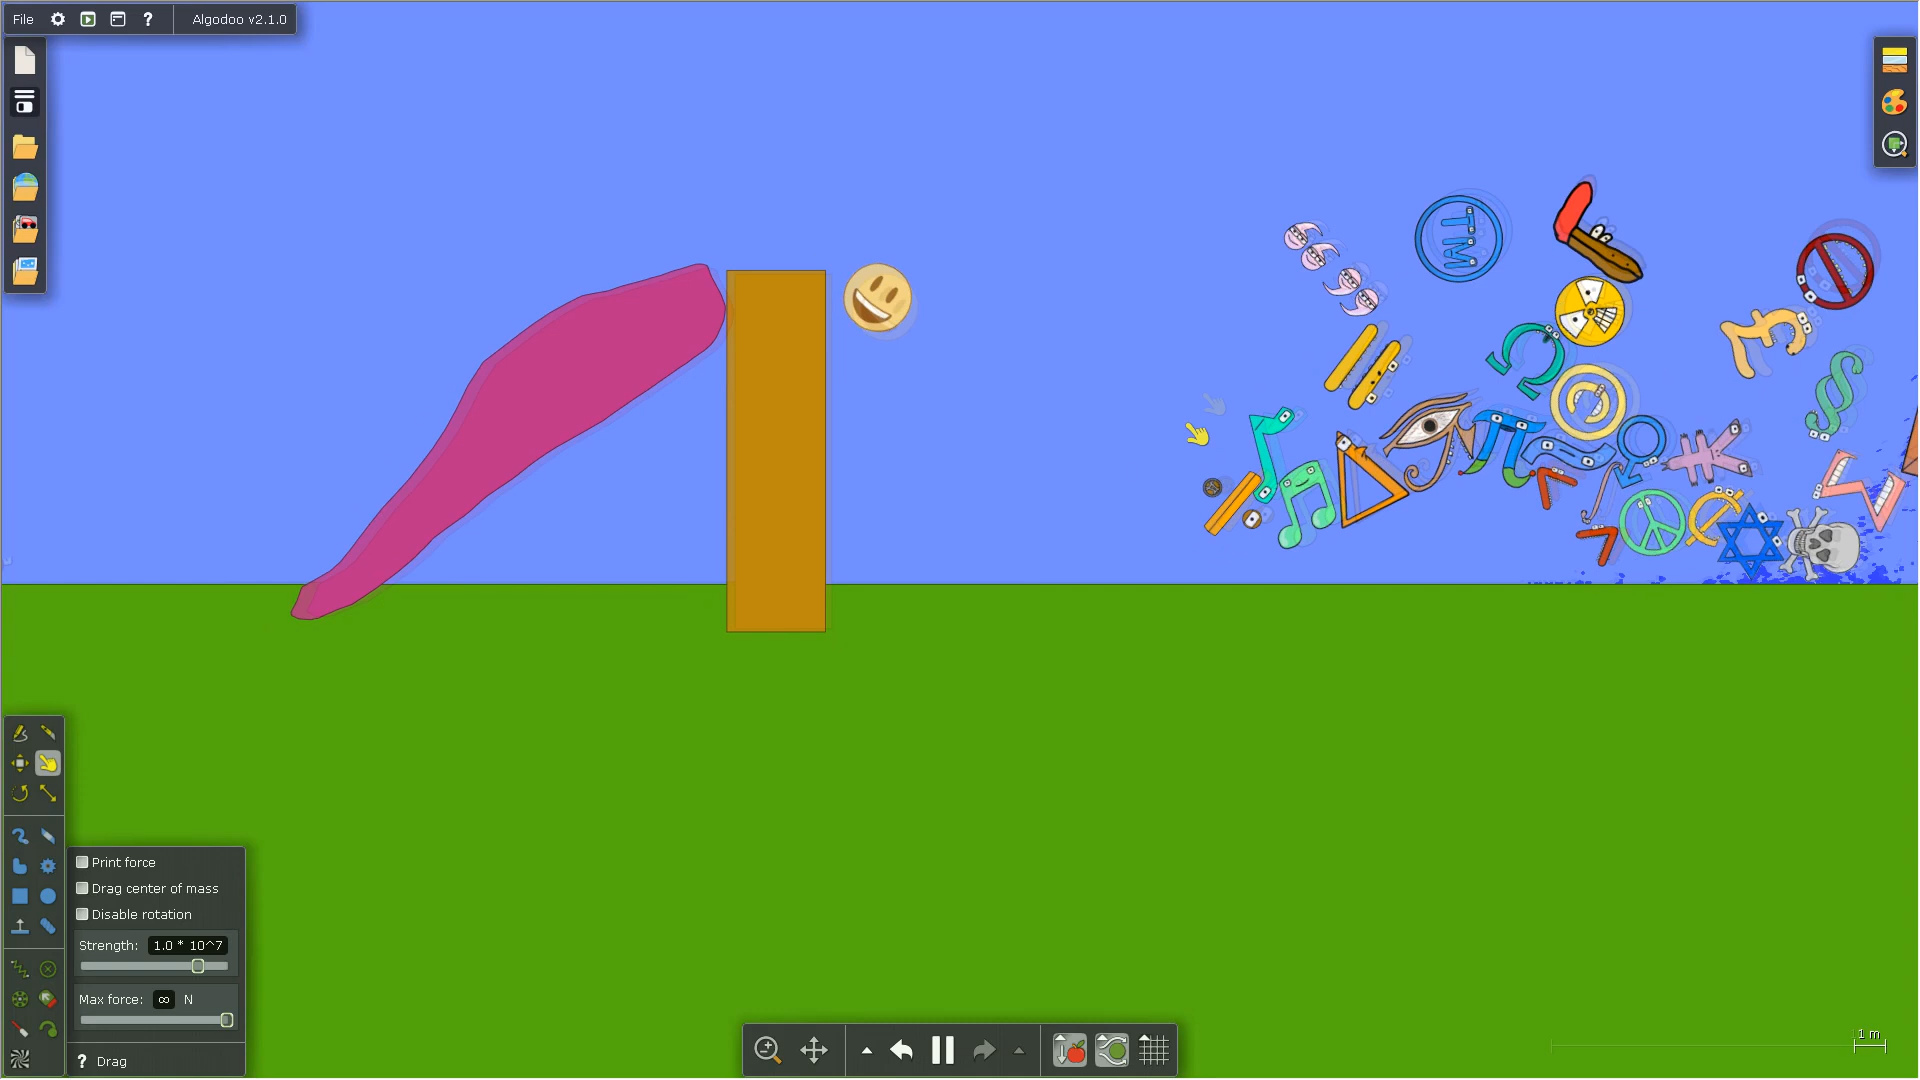 File ? Algodoo v2.1.0
TM
Print force
Drag center of mass
Disable rotation
Strength: 1.0 * 10^7
Max force: ∞ N
? Drag
1 m